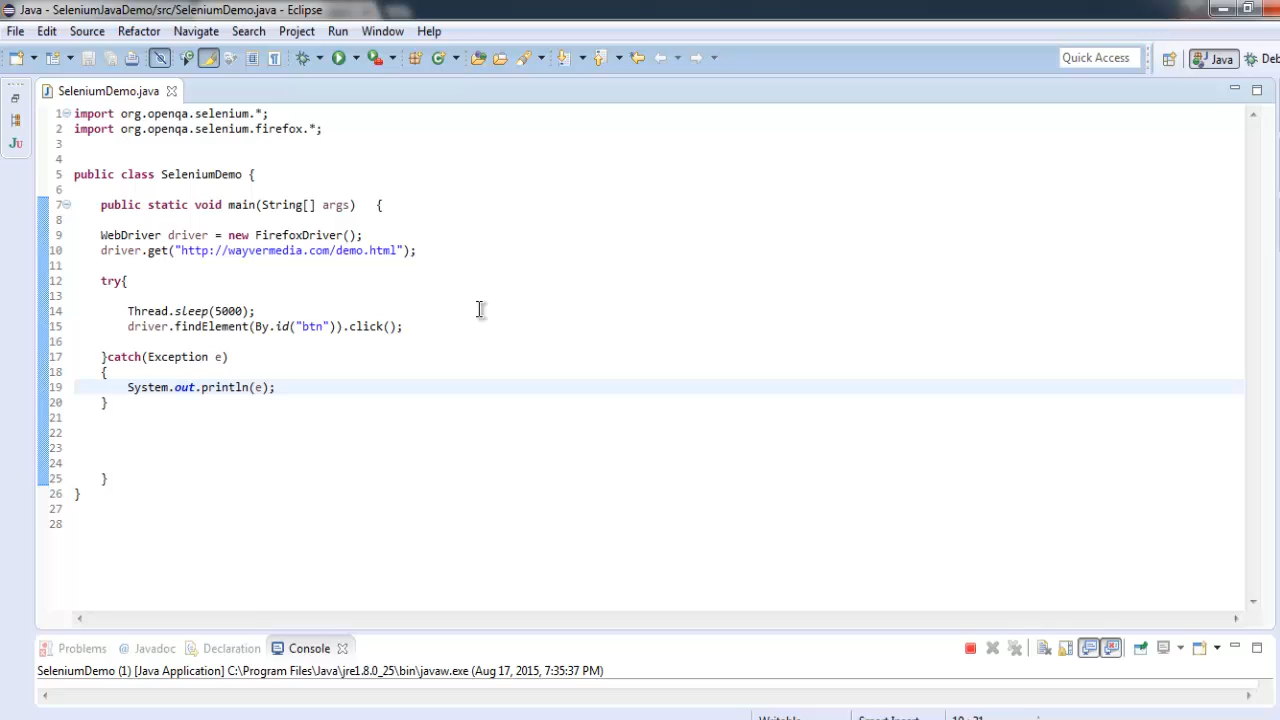 Java - SeleniumJavaDemo/src/SeleniumDemo.java - Eclipse
File Edit Source Refactor Navigate Search Project Run Window Help
Quick Access Java Deb
SeleniumDemo.java
1 import org.openqa.selenium.*;
2 import org.openqa.selenium.firefox.*;
3
4
5 public class SeleniumDemo {
6
7 public static void main(String[] args) {
8
9 WebDriver driver = new FirefoxDriver();
10 driver.get("http://wayvermedia.com/demo.html");
11
12 try{
13
14 Thread.sleep(5000);
15 driver.findElement(By.id("btn")).click();
16
17 }catch(Exception e)
18 {
19 System.out.println(e);
20 }
21
22
23
24
25 }
26 }
27
28
Problems @ Javadoc Declaration Console
SeleniumDemo (1) [Java Application] C:\Program Files\Java\jre1.8.0_25\bin\javaw.exe (Aug 17, 2015, 7:35:37 PM)